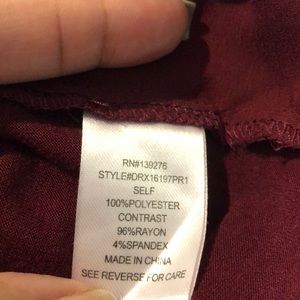 RN#139276
STYLE#DRX16197PR1
SELF
100%POLYESTER
CONTRAST
96%RAYON
4%SPANDEX
MADE IN CHINA
SEE REVERSE FOR CARE